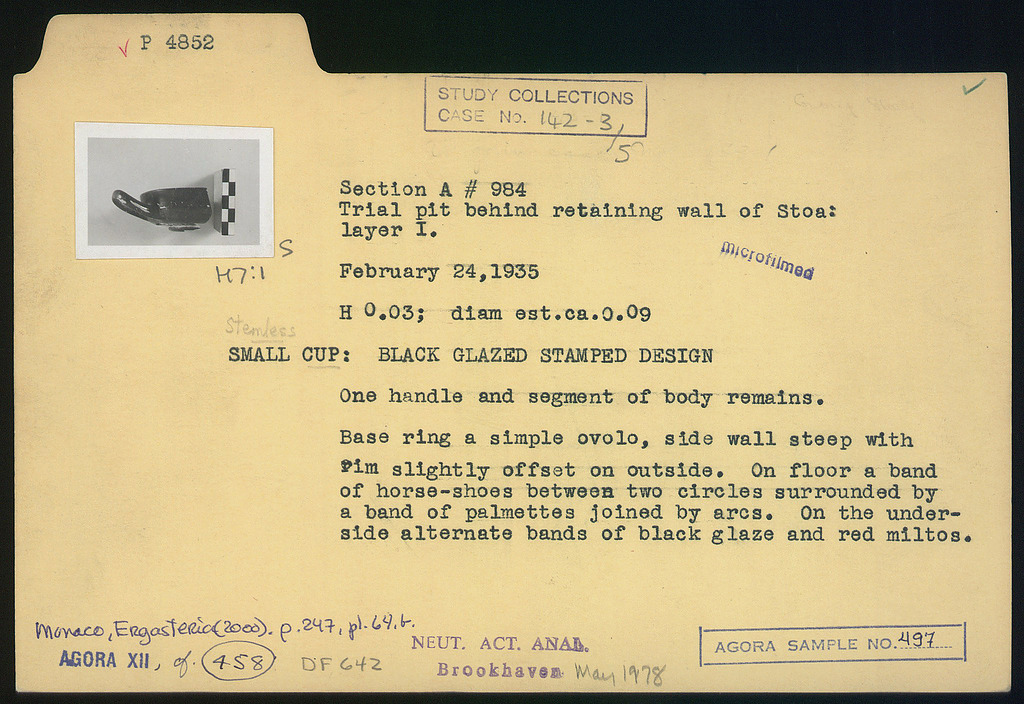 ✓ P 4852
STUDY COLLECTIONS
CASE No. 142-3/5
Section A # 984
Trial pit behind retaining wall of Stoa:
layer I.
microfilmed
S
H7:1
February 24,1935
H 0.03; diam est.ca.0.09
Stemless
SMALL CUP: BLACK GLAZED STAMPED DESIGN
One handle and segment of body remains.
Base ring a simple ovolo, side wall steep with
rim slightly offset on outside. On floor a band
of horse-shoes between two circles surrounded by
a band of palmettes joined by arcs. On the under-
side alternate bands of black glaze and red miltos.
Monaco, Ergasteria (2000). p. 247, pl. 64, b.
AGORA XII, cf. 458 DF 642
NEUT. ACT. ANAL.
Brookhaven May 1978
AGORA SAMPLE NO. 497